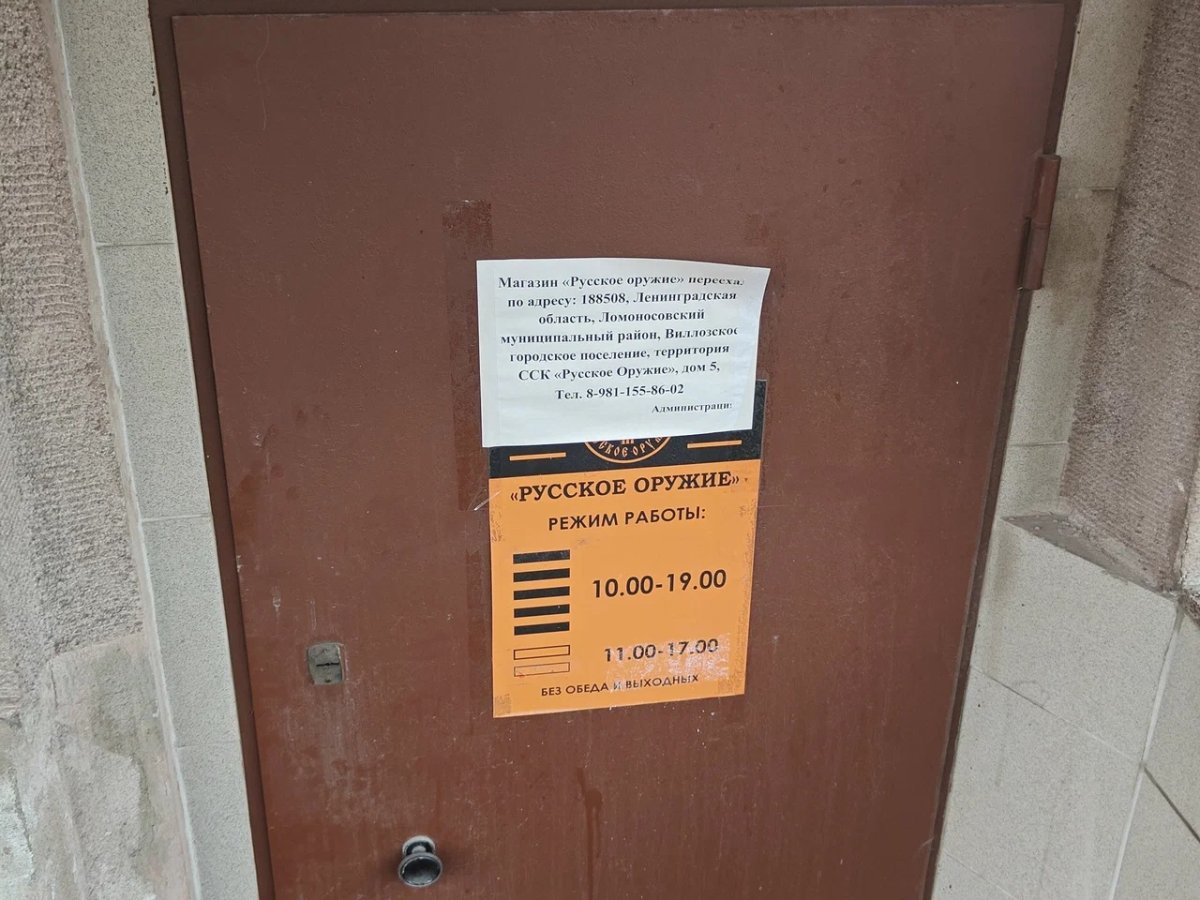 Магазин «Русское оружие» переехал
по адресу: 188508, Ленинградская
область, Ломоносовский
муниципальный район, Виллозское
городское поселение, территория
ССК «Русское Оружие», дом 5,
Тел. 8-981-155-86-02
Администрация
«РУССКОЕ ОРУЖИЕ»
РЕЖИМ РАБОТЫ:
10.00-19.00
11.00-17.00
БЕЗ ОБЕДА И ВЫХОДНЫХ